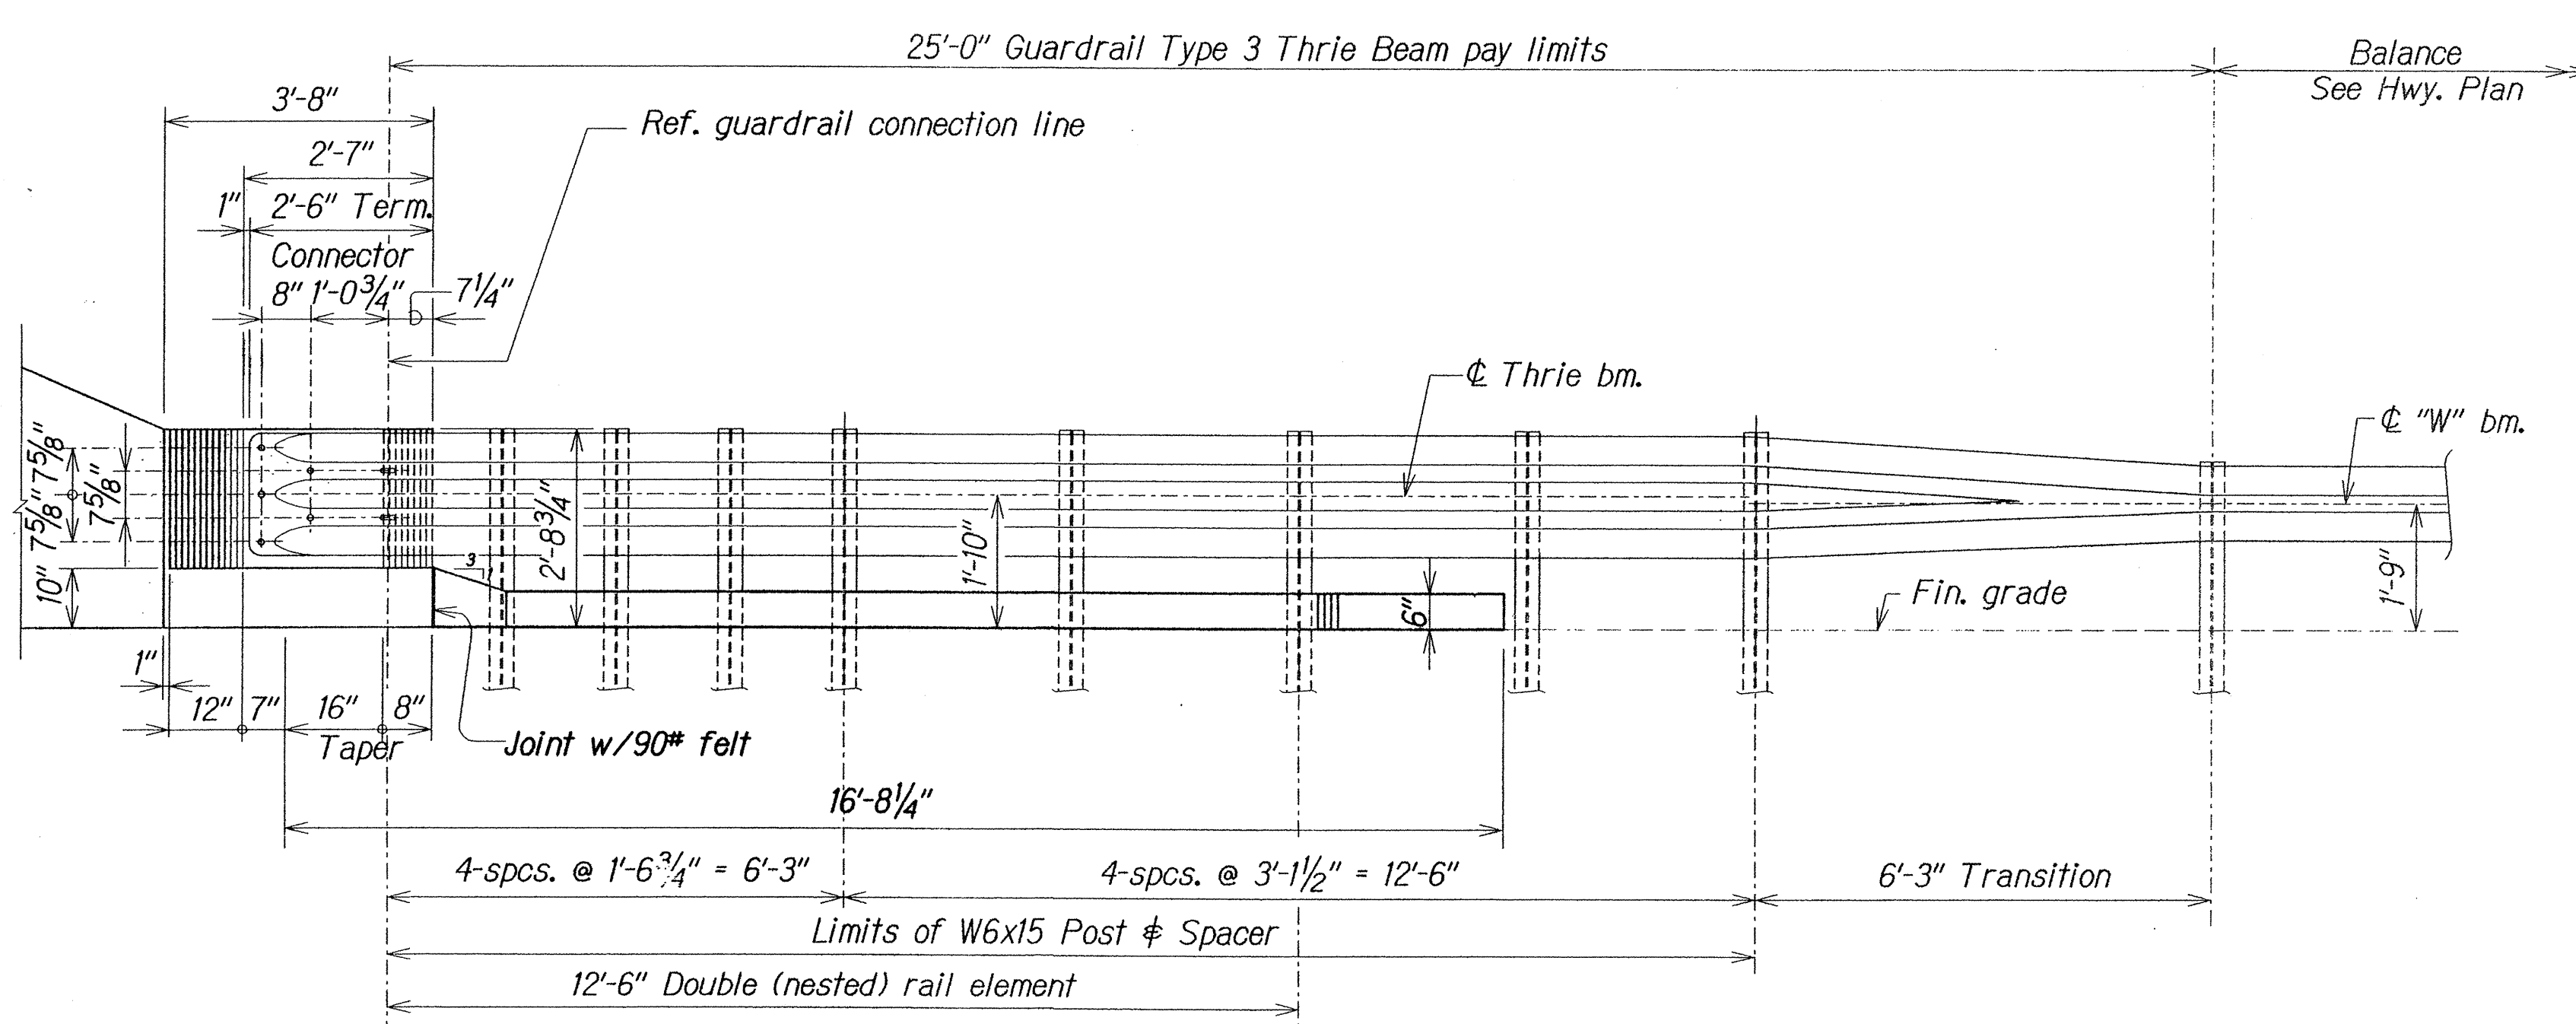 25'-0" Guardrail Type 3 Thrie Beam pay limits
Balance
See Hwy. Plan
3'-8"
Ref. guardrail connection line
2'-7"
1" 2'-6" Term.
Connector
8" 1'-0¾" 7¼"
℄ Thrie bm.
℄ "W" bm.
7⅝"
7⅝"
7⅝"
10"
3
1
2'-8¾"
1'-10"
6"
Fin. grade
1'-9"
1"
12" 7" 16" 8"
Taper
Joint w/90# felt
16'-8¼"
4-spcs. @ 1'-6¾" = 6'-3"
4-spcs. @ 3'-1½" = 12'-6"
6'-3" Transition
Limits of W6x15 Post & Spacer
12'-6" Double (nested) rail element